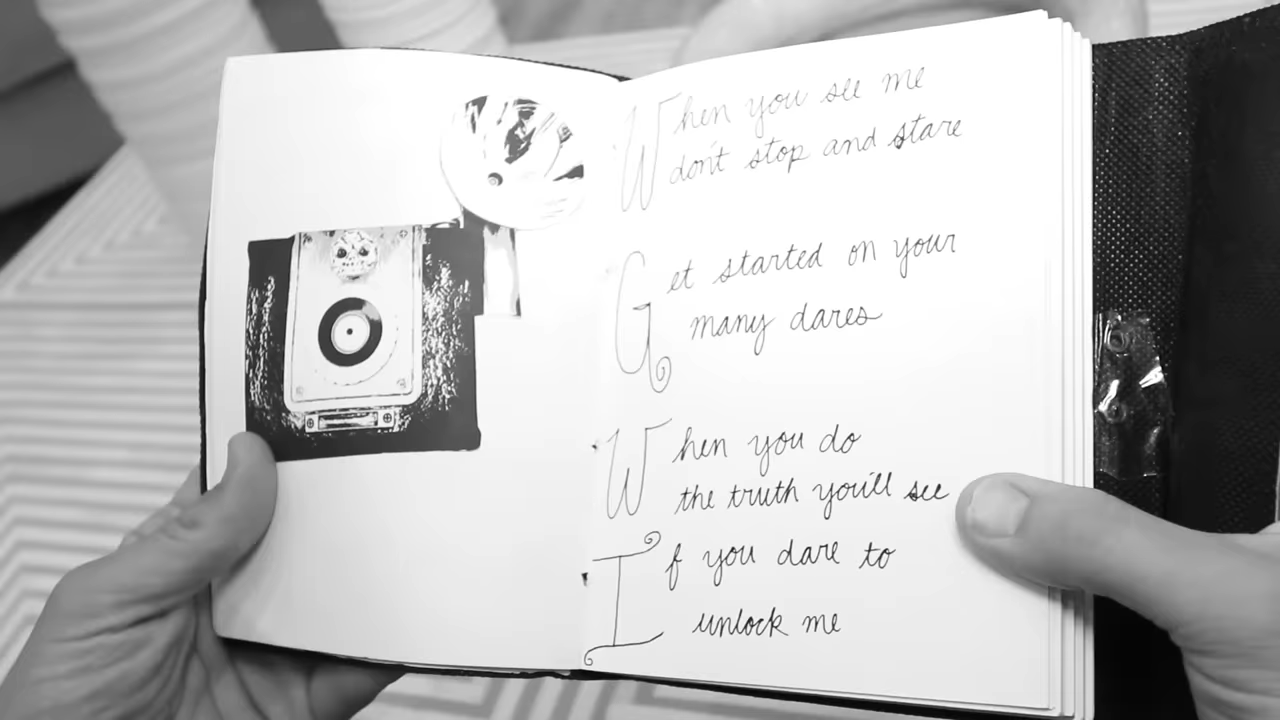 When you see me
don't stop and stare
Get started on your
many dares
When you do
the truth you'll see
If you dare to
unlock me